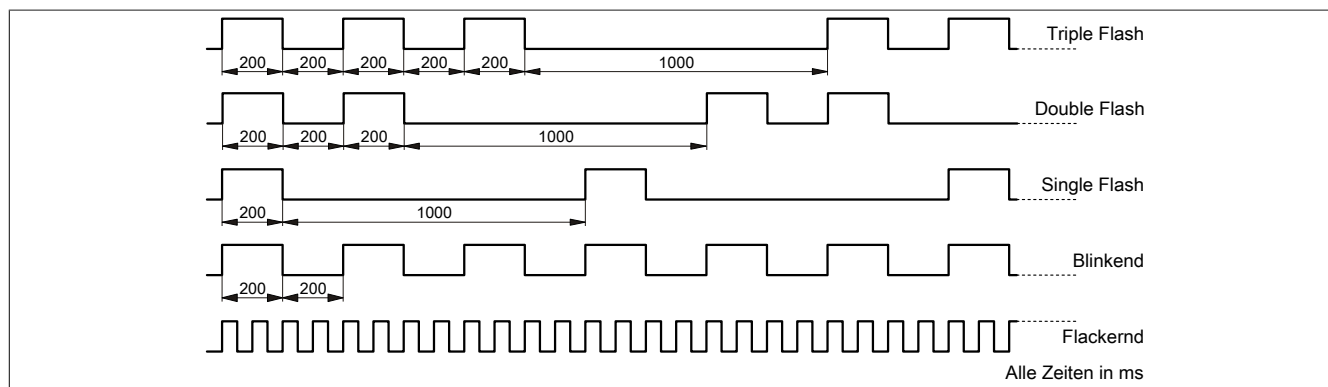 Triple Flash
200 200 200 200 200 1000
Double Flash
200 200 200 1000
Single Flash
200 1000
Blinkend
200 200
Flackernd
Alle Zeiten in ms